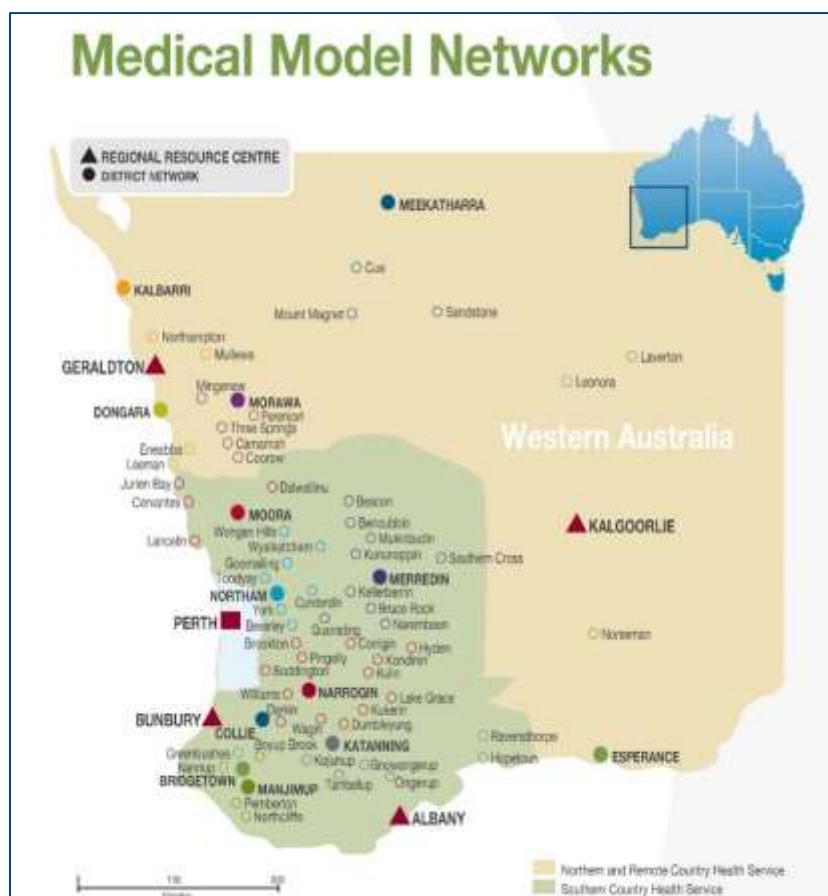 Medical Model Networks
REGIONAL RESOURCE CENTRE
DISTRICT NETWORK
MEEKATHARRA
Cue
KALBARRI
Mount Magnet
Sandstone
Northampton
Mullewa
Laverton
GERALDTON
Leonora
Mingenew
MORAWA
DONGARA
Perenjori
Three Springs
Western Australia
Carnamah
Eneabba
Coorow
Leeman
Jurien Bay
Dalwallinu
Cervantes
Beacon
MOORA
Bencubbin
KALGOORLIE
Wongan Hills
Mukinbudin
Lancelin
Wyalkatchem
Kununoppin
Southern Cross
Goomalling
Toodyay
MERREDIN
NORTHAM
Cunderdin
Kellerberrin
York
Bruce Rock
PERTH
Beverley
Quairading
Narembeen
Norseman
Brookton
Corrigin
Hyden
Pingelly
Kondinin
Boddington
Kulin
Williams
NARROGIN
Lake Grace
Darkan
Kukerin
BUNBURY
Wagin
Dumbleyung
COLLIE
Ravensthorpe
Boyup Brook
KATANNING
Greenbushes
Kojonup
Gnowangerup
Hopetoun
ESPERANCE
Nannup
BRIDGETOWN
Tambellup
Ongerup
MANJIMUP
Pemberton
Northcliffe
ALBANY
Northern and Remote Country Health Service
Southern Country Health Service